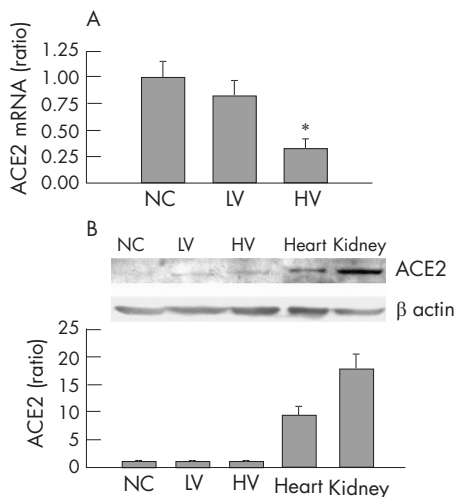 A
ACE2 mRNA (ratio)
1.25
1.00
0.75
0.50
0.25
0.00
*
NC LV HV
B
NC LV HV Heart Kidney
ACE2
β actin
ACE2 (ratio)
25
20
15
10
5
0
NC LV HV Heart Kidney